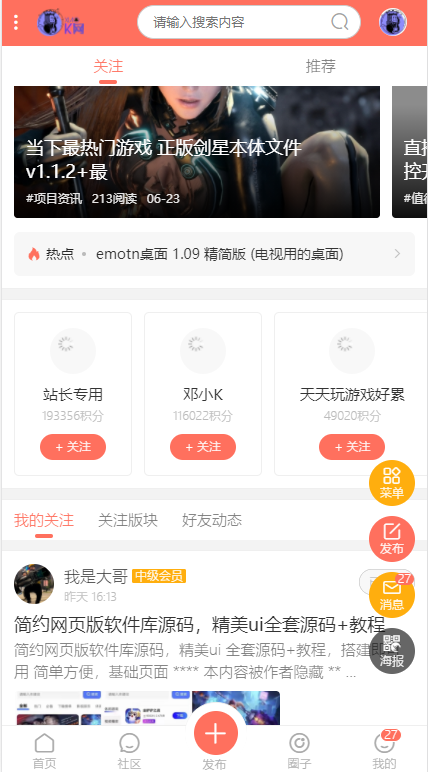 K网
请输入搜索内容
关注
推荐
当下最热门游戏 正版剑星本体文件
v1.1.2+最
#项目资讯 213阅读 06-23
直播
控开
#值得
热点
emotn桌面 1.09 精简版 (电视用的桌面)
站长专用
193356积分
+ 关注
邓小K
116022积分
+ 关注
天天玩游戏好累
49020积分
+ 关注
菜单
我的关注
关注版块
好友动态
发布
我是大哥 中级会员
昨天 16:13
27
消息
简约网页版软件库源码，精美ui全套源码+教程
简约网页版软件库源码，精美ui 全套源码+教程，搭建即
用 简单方便，基础页面 **** 本内容被作者隐藏 ** ...
海报
首页
社区
发布
圈子
27
我的